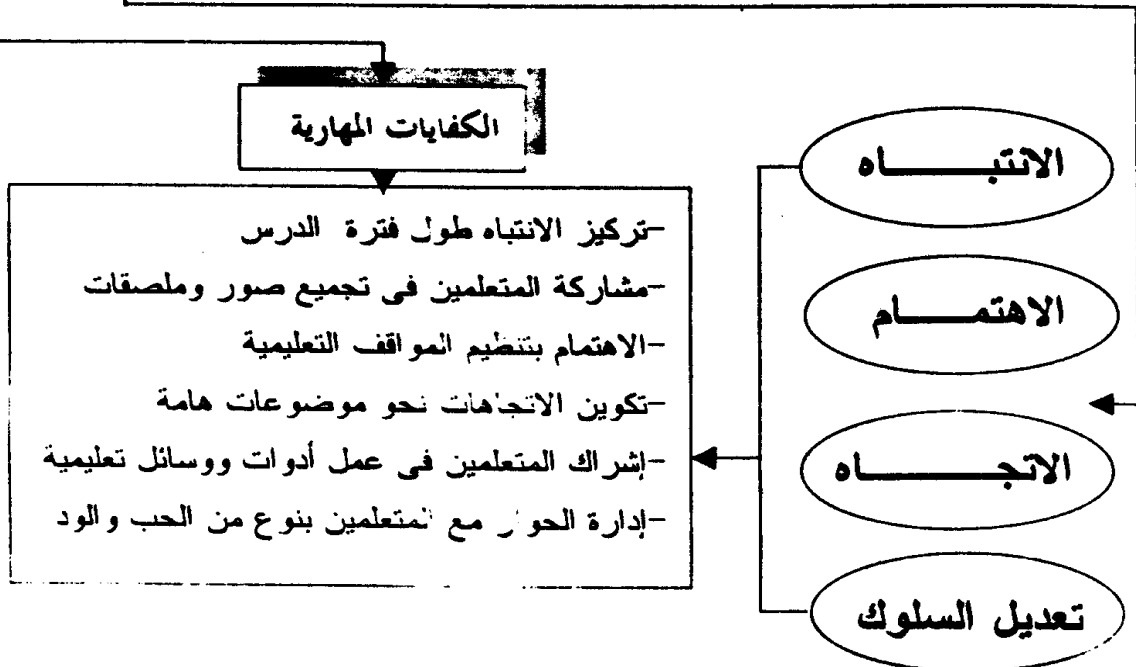 الكفايات المهارية
الانتباه
الاهتمام
الاتجاه
تعديل السلوك
-تركيز الانتباه طول فترة الدرس
-مشاركة المتعلمين فى تجميع صور وملصقات
-الاهتمام بتنظيم المواقف التعليمية
-تكوين الاتجاهات نحو موضوعات هامة
-إشراك المتعلمين فى عمل أدوات ووسائل تعليمية
-إدارة الحوار مع المتعلمين بنوع من الحب والود